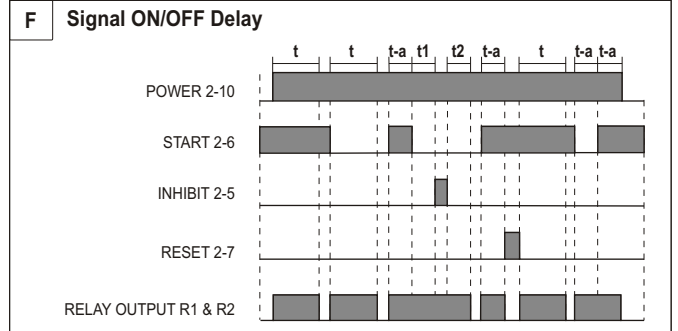 F Signal ON/OFF Delay
t t t-a t1 t2 t-a t t-a t-a
POWER 2-10
START 2-6
INHIBIT 2-5
RESET 2-7
RELAY OUTPUT R1 & R2